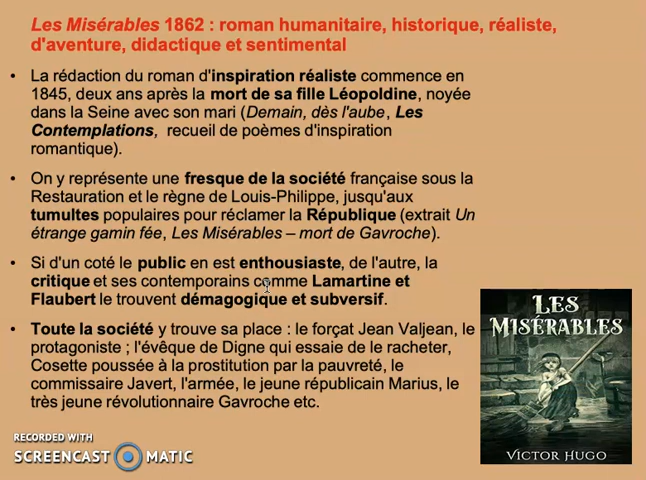 Les Misérables 1862 : roman humanitaire, historique, réaliste,
d'aventure, didactique et sentimental
• La rédaction du roman d'inspiration réaliste commence en
1845, deux ans après la mort de sa fille Léopoldine, noyée
dans la Seine avec son mari (Demain, dès l'aube, Les
Contemplations, recueil de poèmes d'inspiration
romantique).
• On y représente une fresque de la société française sous la
Restauration et le règne de Louis-Philippe, jusqu'aux
tumultes populaires pour réclamer la République (extrait Un
étrange gamin fée, Les Misérables – mort de Gavroche).
• Si d'un coté le public en est enthousiaste, de l'autre, la
critique et ses contemporains comme Lamartine et
Flaubert le trouvent démagogique et subversif.
• Toute la société y trouve sa place : le forçat Jean Valjean, le
protagoniste ; l'évêque de Digne qui essaie de le racheter,
Cosette poussée à la prostitution par la pauvreté, le
commissaire Javert, l'armée, le jeune républicain Marius, le
très jeune révolutionnaire Gavroche etc.
LES
MISÉRABLES
VICTOR HUGO
RECORDED WITH
SCREENCAST MATIC